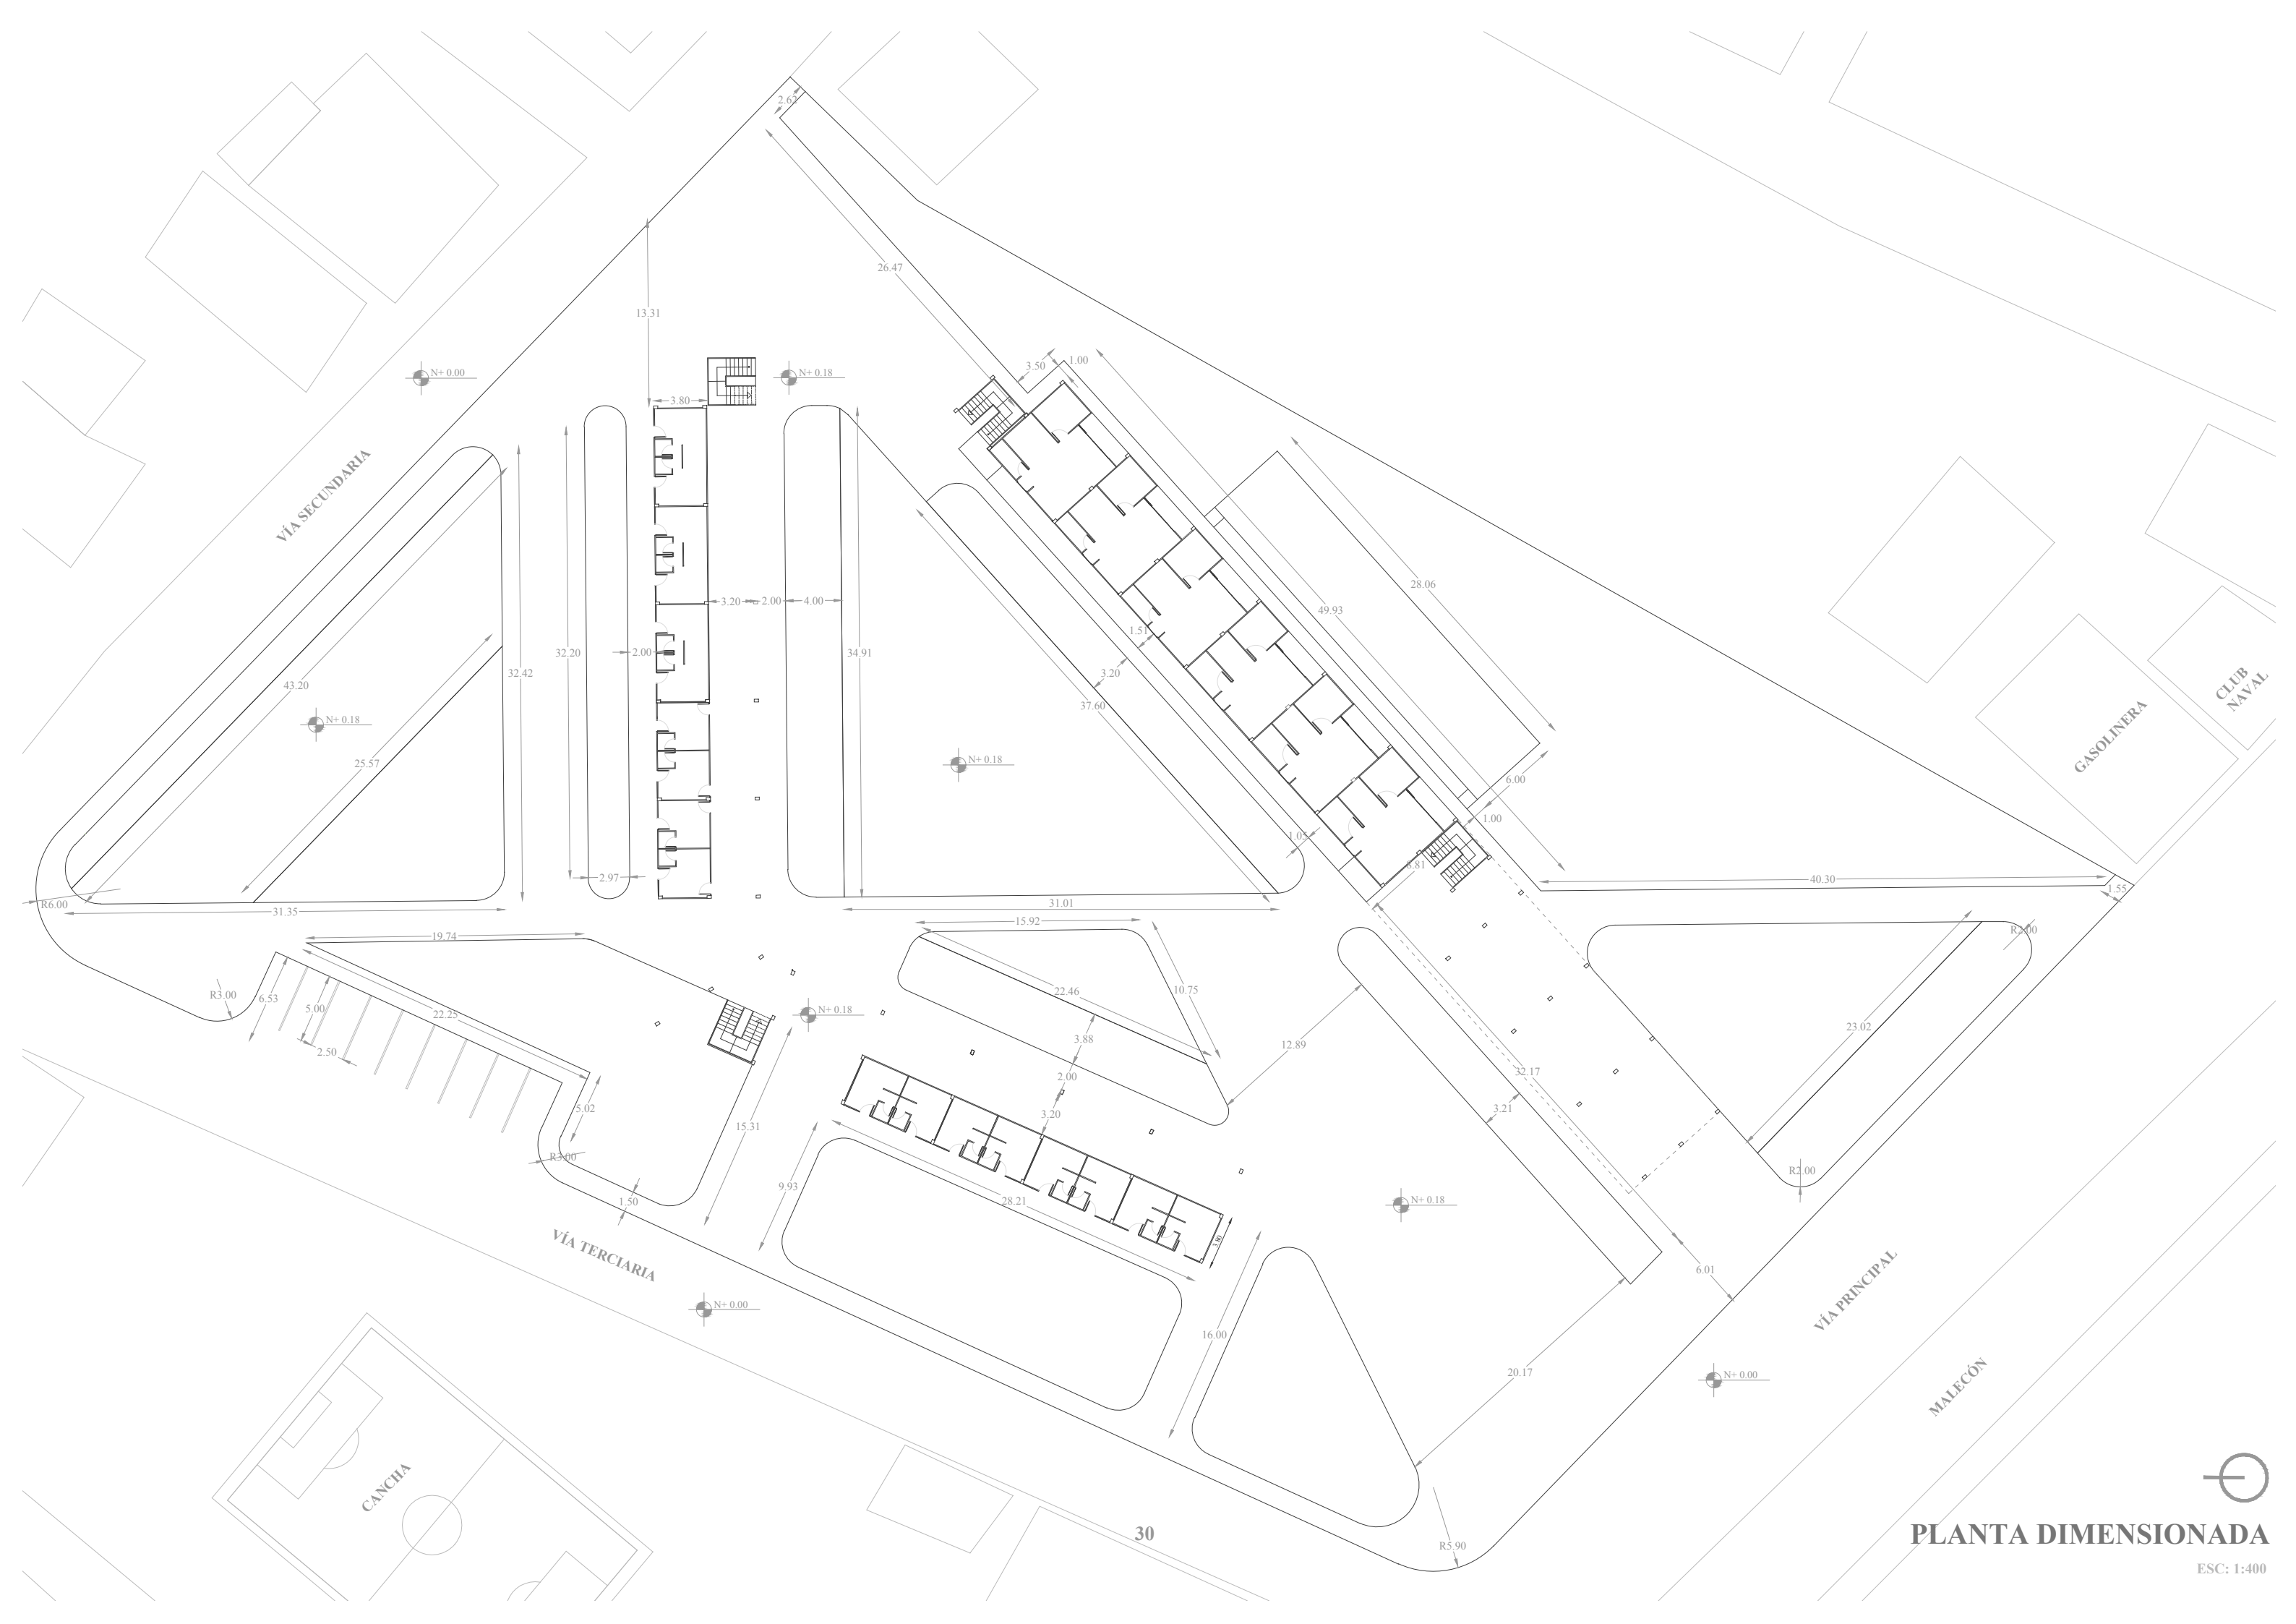 2.62
26.47
13.31
3.50
1.00
N+ 0.00
N+ 0.18
3.80
VÍA SECUNDARIA
28.06
49.93
3.20
2.00
4.00
1.51
32.20
2.00
34.91
32.42
3.20
43.20
37.60
N+ 0.18
25.57
N+ 0.18
CLUB
NAVAL
GASOLINERA
6.00
1.00
1.05
2.97
40.30
1.55
R6.00
31.35
31.01
15.92
19.74
R2.00
6.53
R3.00
5.00
22.25
2.50
22.46
10.75
N+ 0.18
3.88
12.89
23.02
2.00
32.17
5.02
3.20
3.21
15.31
R3.00
R2.00
9.93
28.21
1.50
3.80
N+ 0.18
VÍA TERCIARIA
6.01
VÍA PRINCIPAL
N+ 0.00
16.00
20.17
N+ 0.00
MALECÓN
CANCHA
30
R5.90
PLANTA DIMENSIONADA
ESC: 1:400